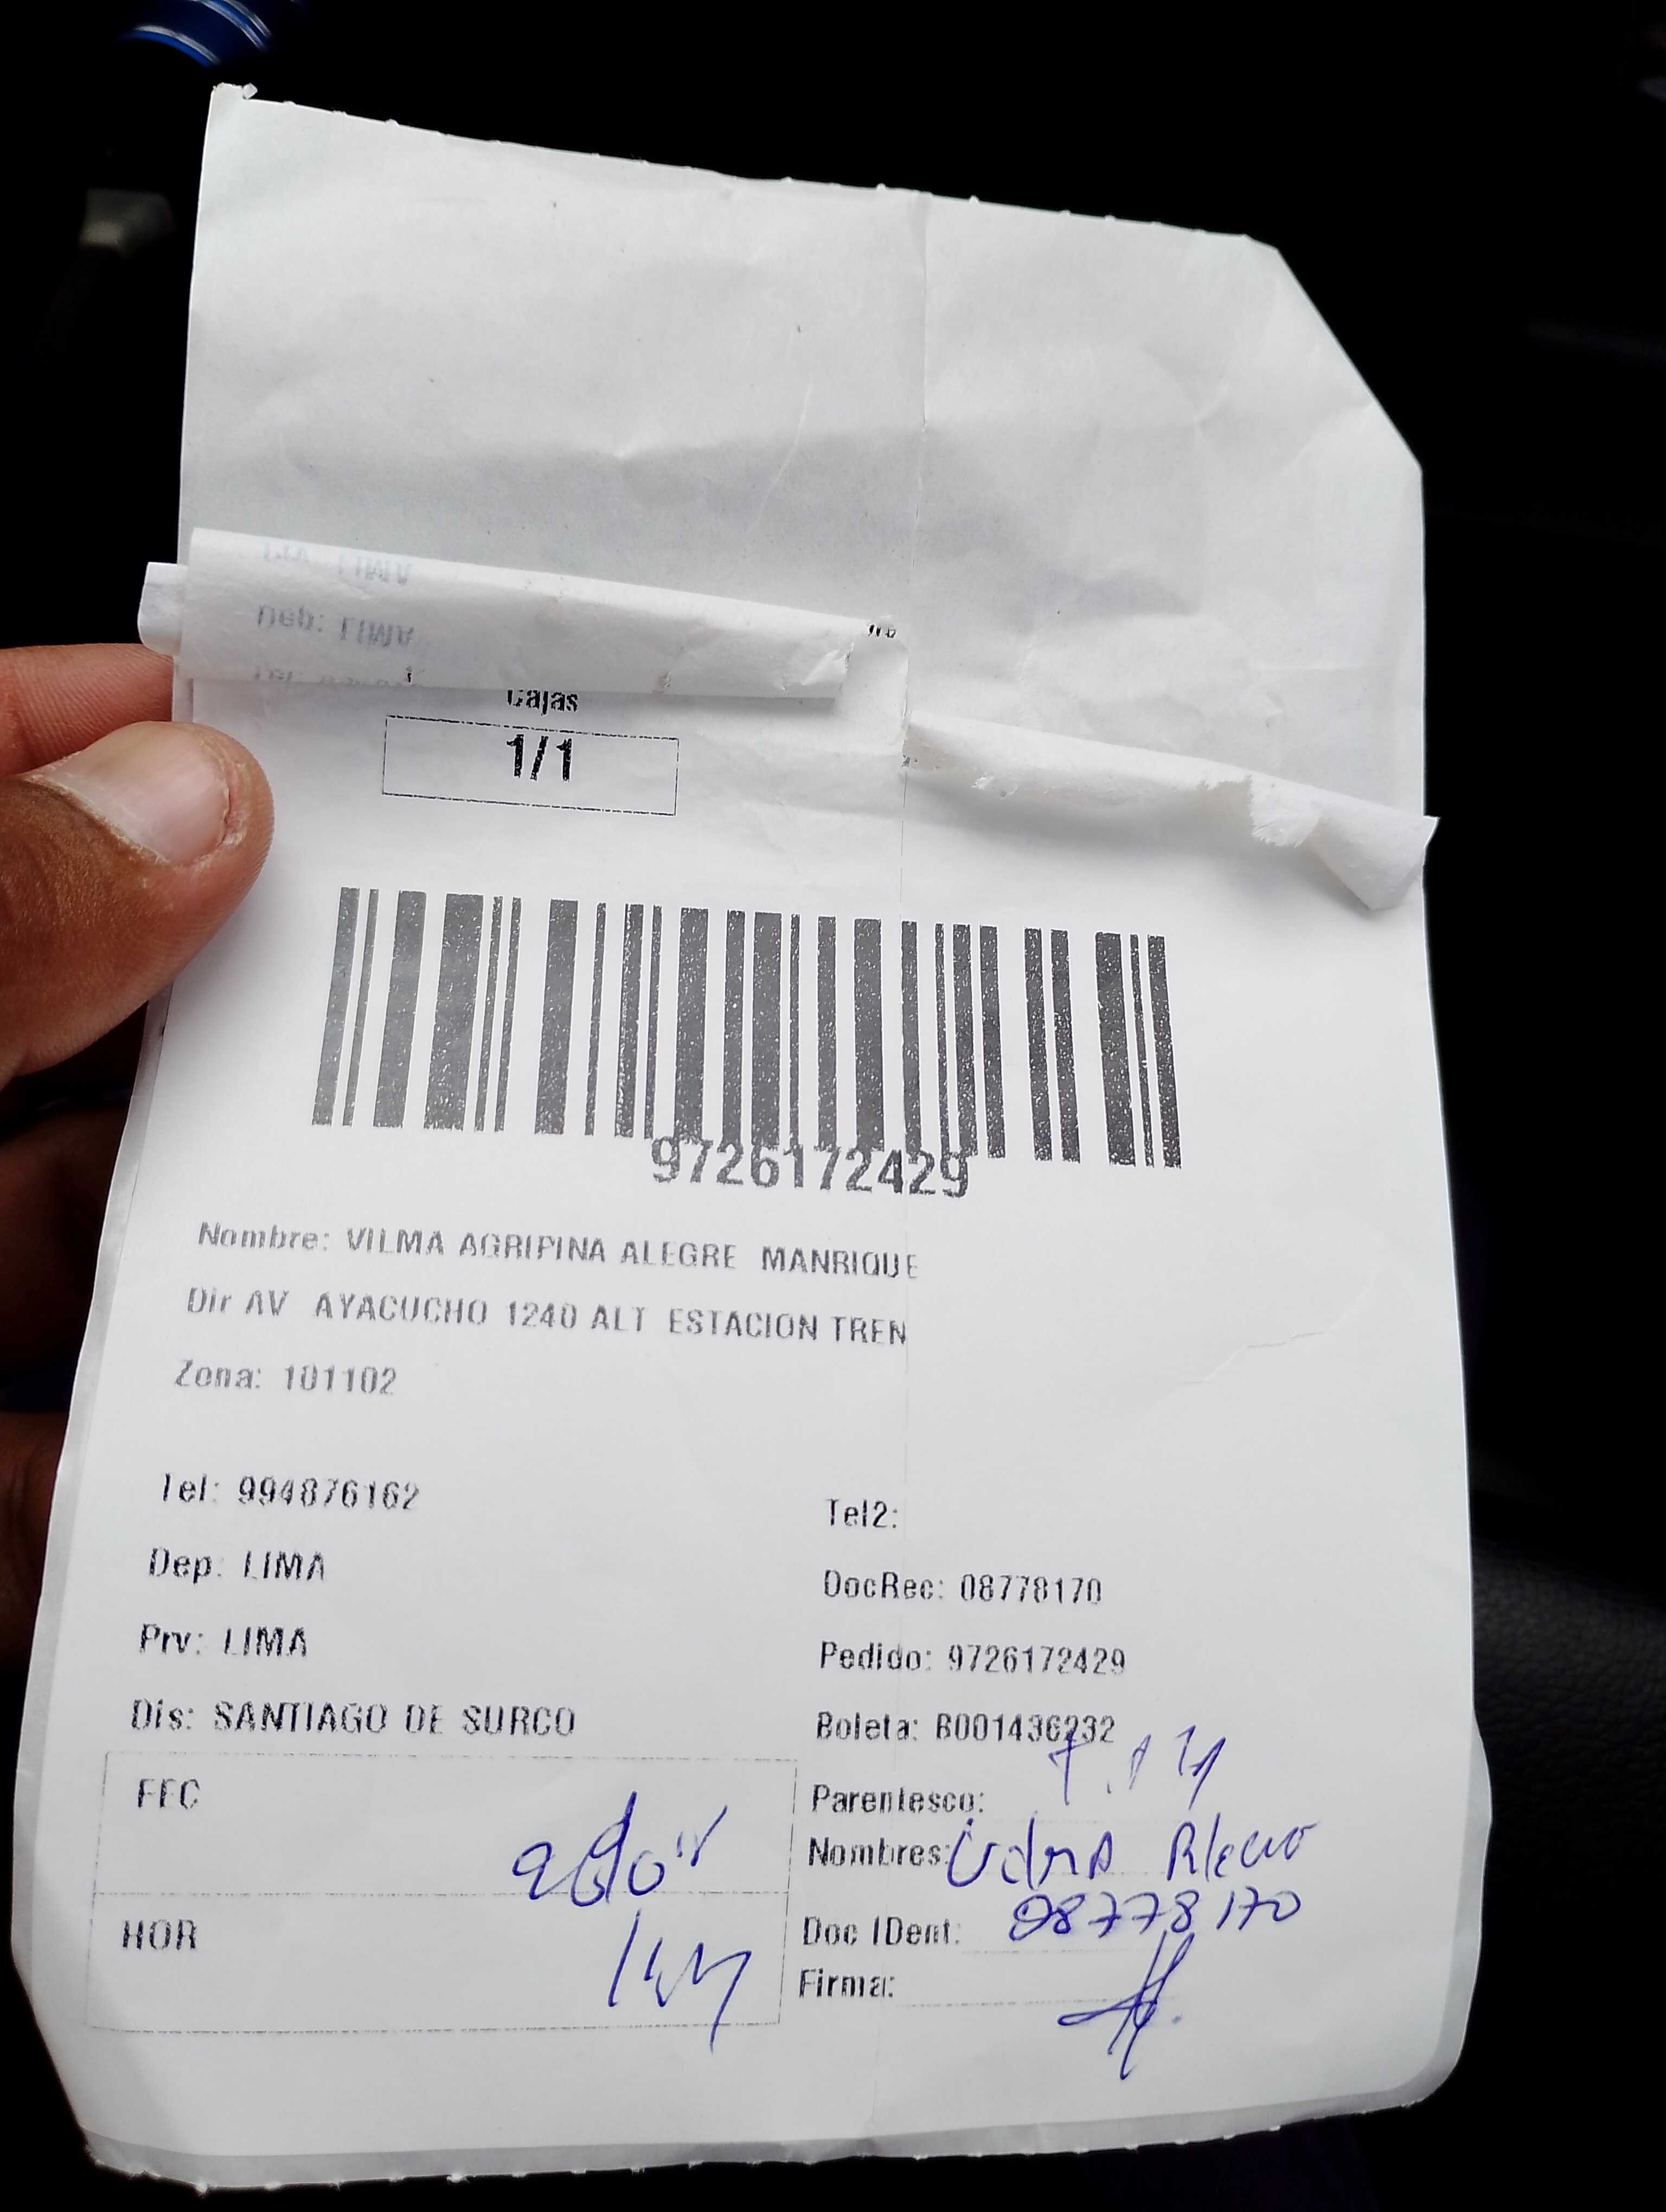 Cajas
1/1
9726172429
Nombre: VILMA AGRIPINA ALEGRE MANRIQUE
Dir AV AYACUCHO 1240 ALT ESTACION TREN
Zona: 101102
Tel: 994876162
Tel2:
Dep: LIMA
DocRec: 08778170
Prv: LIMA
Pedido: 9726172429
Dis: SANTIAGO DE SURCO
Boleta: B001436232
FEC
Parentesco:
Nombres:
HOR
Doc IDent: 08778170
Firma: